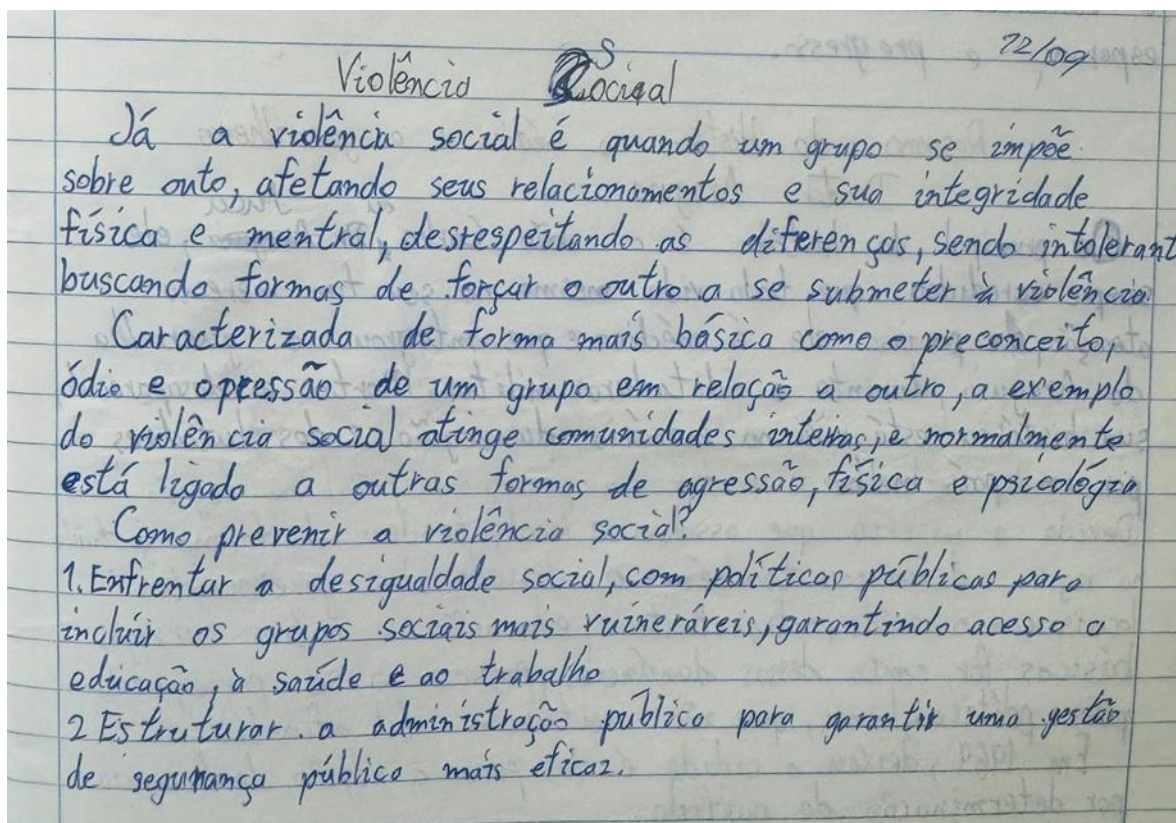 12/09
Violência Social
Já a violência social é quando um grupo se impõe
sobre outo, afetando seus relacionamentos e sua integridade
física e mentral, desrespeitando as diferenças, sendo intolerant
buscando formas de forçar o outro a se submeter à violência
Caracterizada de forma mais básica como o preconceito,
ódio e opressão de um grupo em relação a outro, a exemplo
do violência social atinge comunidades inteiras, e normalmente
está ligado a outras formas de agressão, física e psicológia
Como prevenir a violência social?
1. Enfrentar a desigualdade social, com políticas públicas para
incluir os grupos sociais mais vulneráveis, garantindo acesso a
educação, à saúde e ao trabalho
2 Estruturar a administração público para garantir uma gestão
de segurança público mais eficaz.